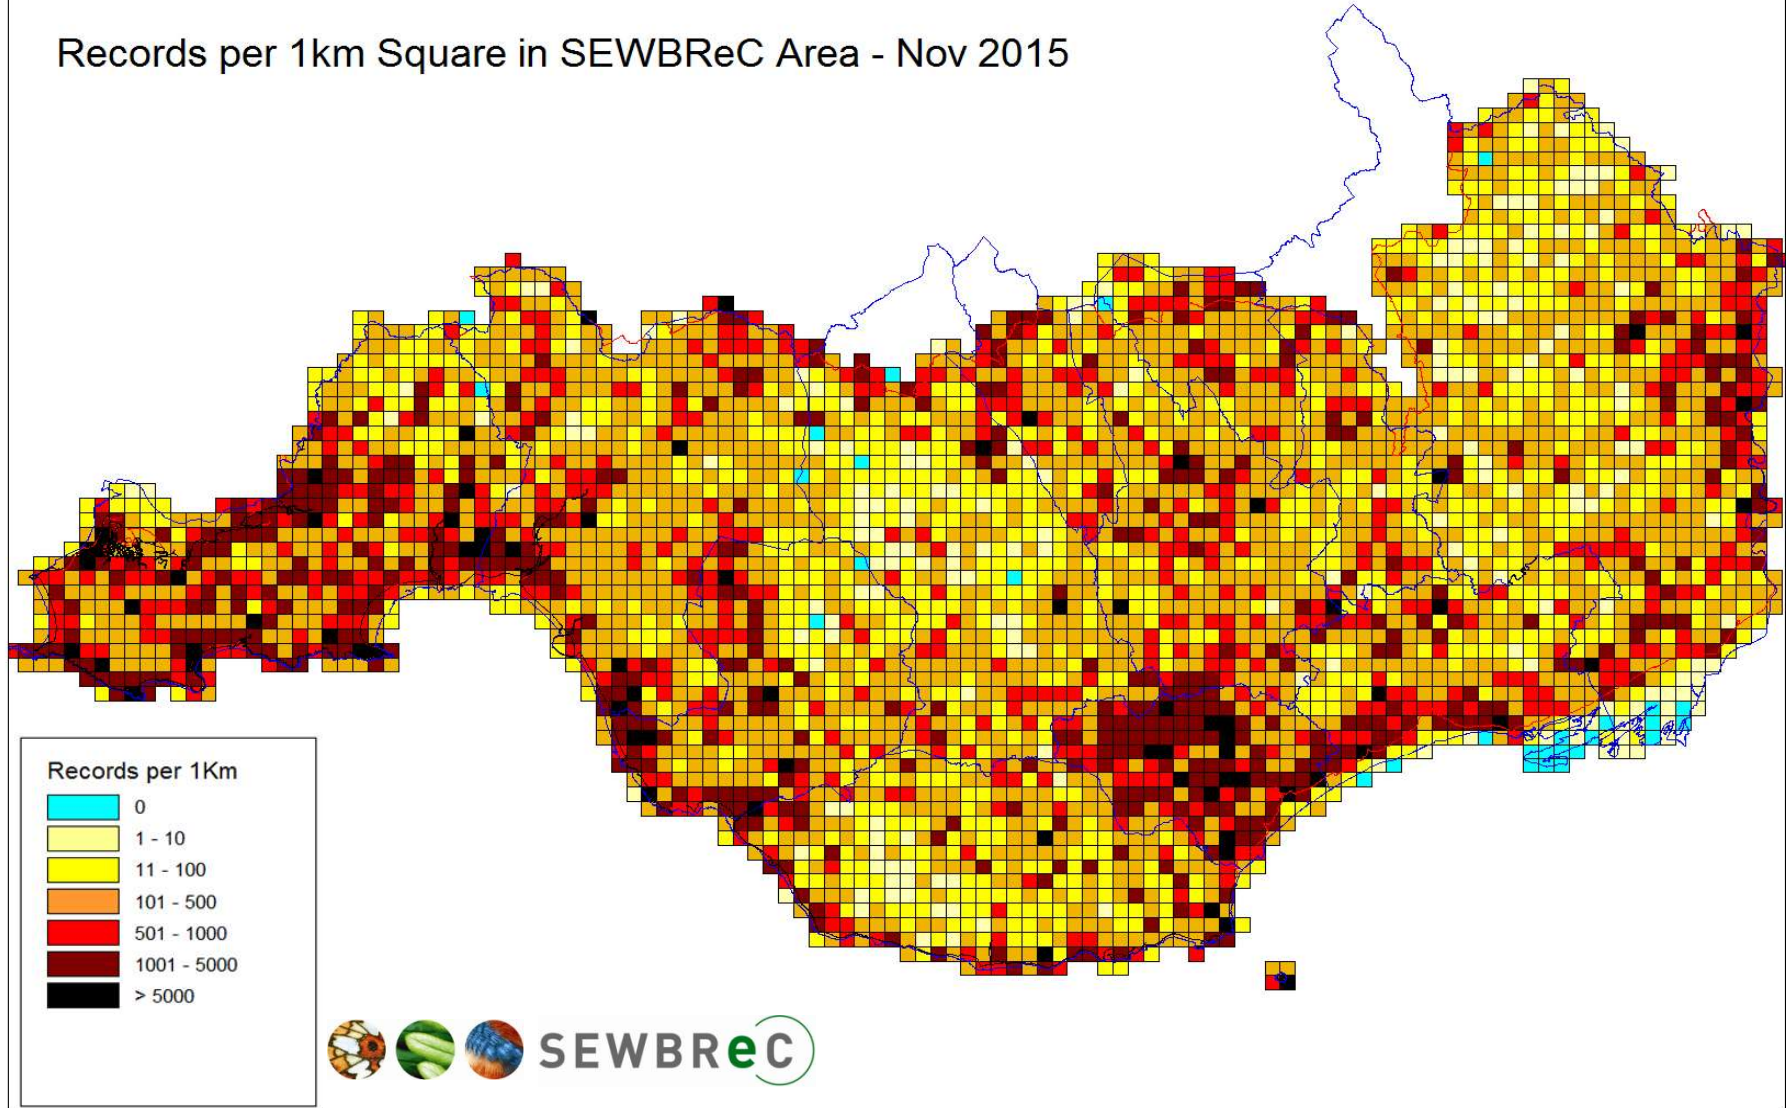 Records per 1km Square in SEWBReC Area - Nov 2015
Records per 1Km
0
1 - 10
11 - 100
101 - 500
501 - 1000
1001 - 5000
> 5000
SEWBReC